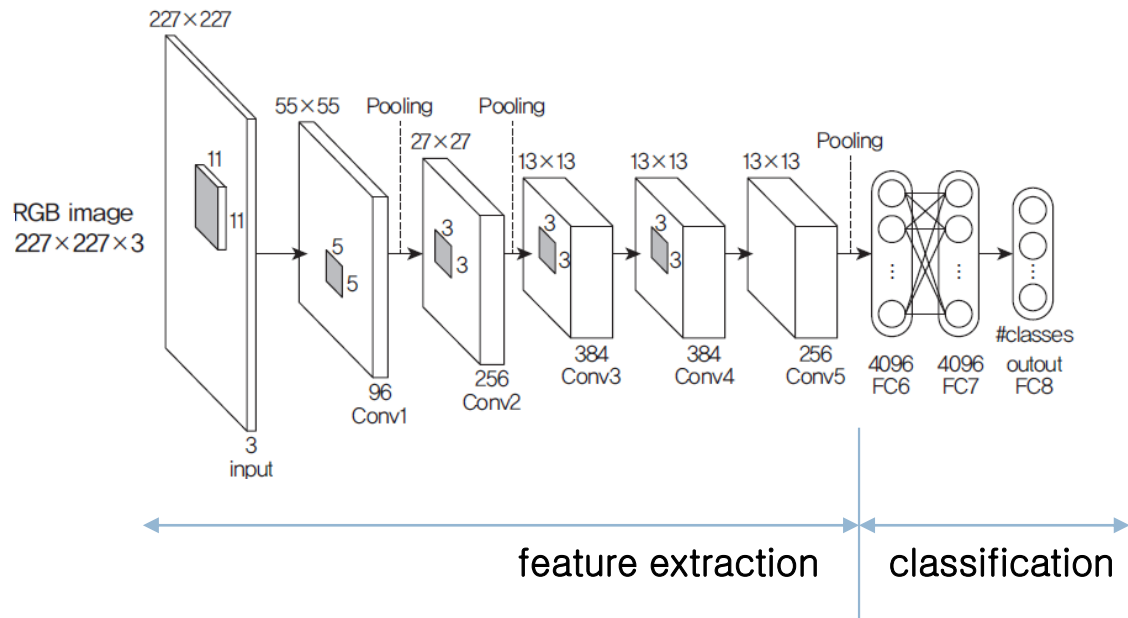 227×227
55×55
Pooling
Pooling
27×27
13×13
13×13
13×13
Pooling
11
11
RGB image
227×227×3
5
5
3
3
3
3
3
3
#classes
3
input
96
Conv1
256
Conv2
384
Conv3
384
Conv4
256
Conv5
4096
FC6
4096
FC7
outout
FC8
feature extraction
classification